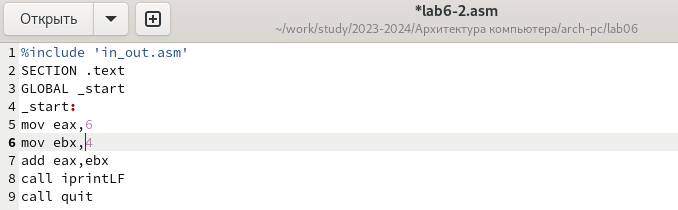 Открыть
*lab6-2.asm
~/work/study/2023-2024/Архитектура компьютера/arch-pc/lab06
1 %include 'in_out.asm'
2 SECTION .text
3 GLOBAL _start
4 _start:
5 mov eax,6
6 mov ebx,4
7 add eax,ebx
8 call iprintLF
9 call quit